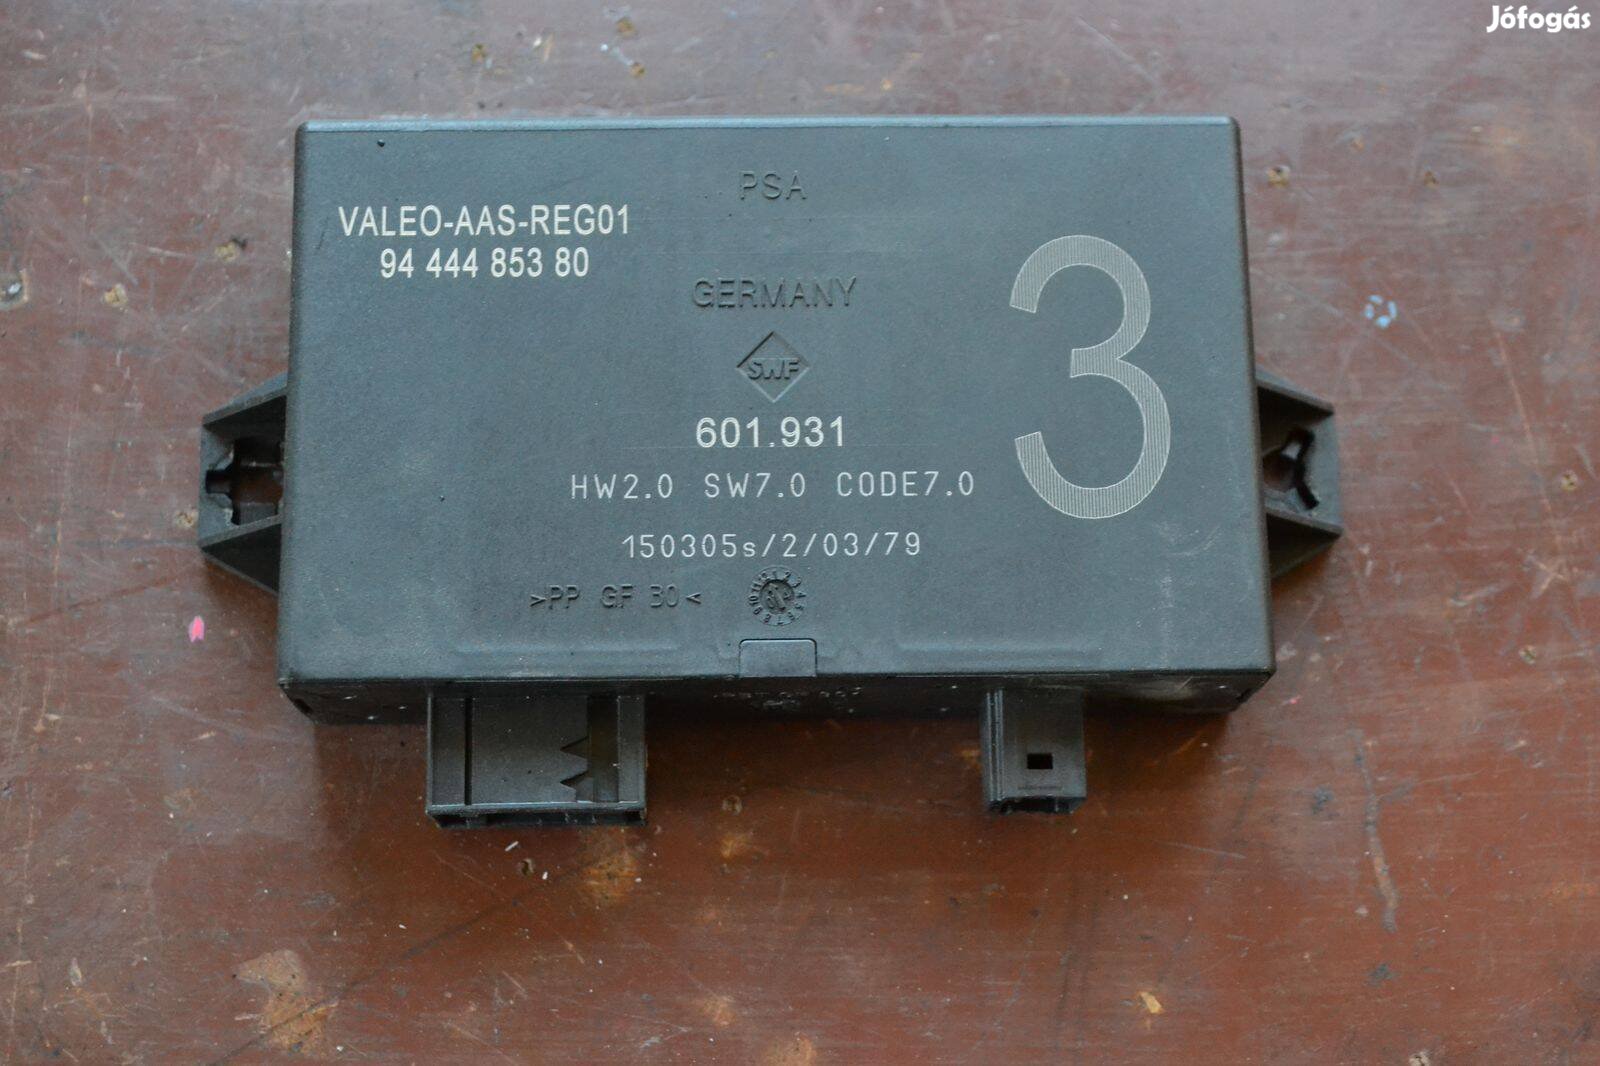 Jófogás
PSA
VALEO-AAS-REG01
94 444 853 80
GERMANY
SWF
601.931
3
HW2.0 SW7.0 CODE7.0
150305s/2/03/79
>PP GF 30<